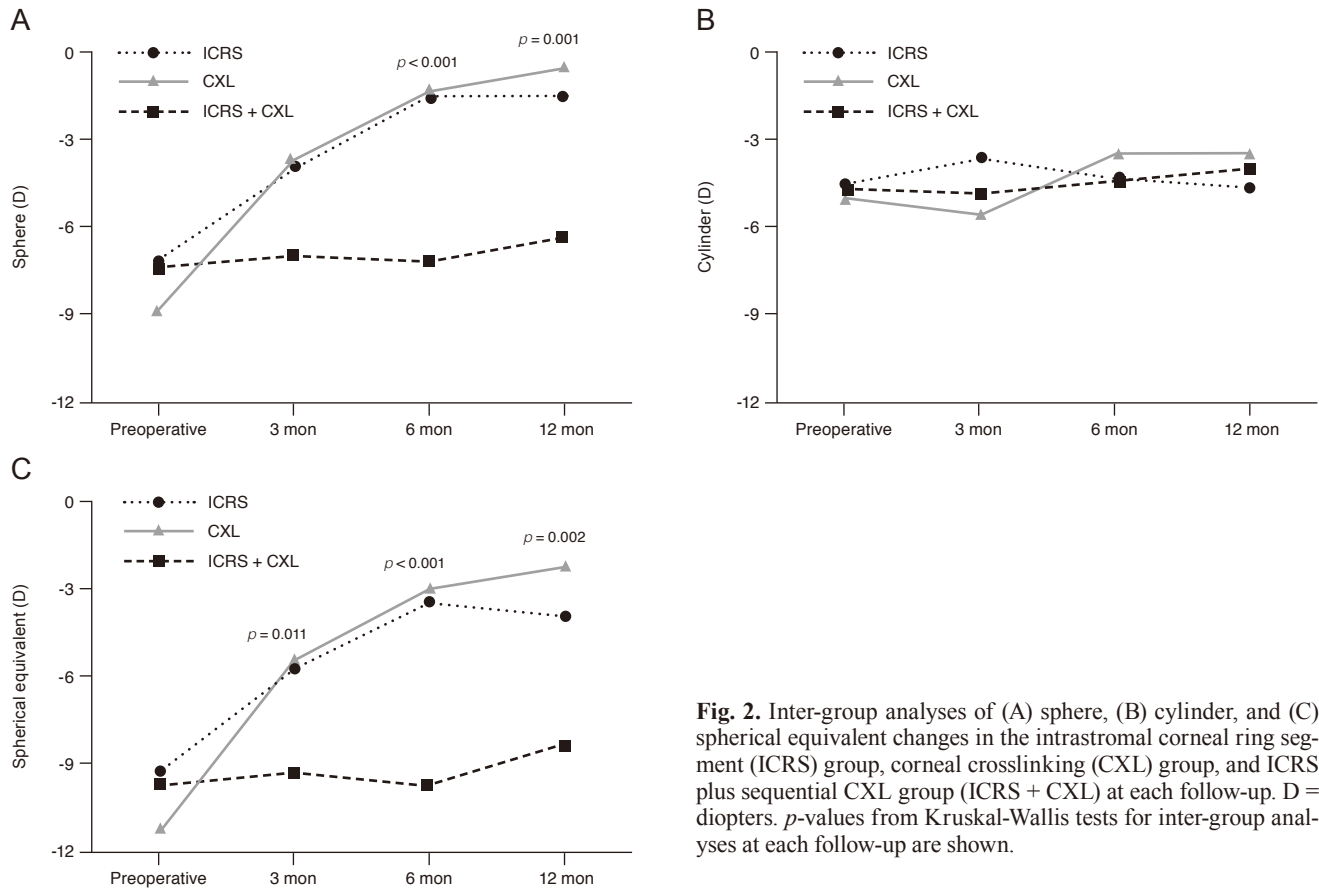 A
0
-3
-6
-9
-12
Sphere (D)
ICRS
CXL
ICRS + CXL
p < 0.001
p = 0.001
Preoperative
3 mon
6 mon
12 mon
B
0
-3
-6
-9
-12
Cylinder (D)
ICRS
CXL
ICRS + CXL
Preoperative
3 mon
6 mon
12 mon
C
0
-3
-6
-9
-12
Spherical equivalent (D)
ICRS
CXL
ICRS + CXL
p = 0.011
p < 0.001
p = 0.002
Preoperative
3 mon
6 mon
12 mon
Fig. 2. Inter-group analyses of (A) sphere, (B) cylinder, and (C)
spherical equivalent changes in the intrastromal corneal ring seg-
ment (ICRS) group, corneal crosslinking (CXL) group, and ICRS
plus sequential CXL group (ICRS + CXL) at each follow-up. D =
diopters. p-values from Kruskal-Wallis tests for inter-group anal-
yses at each follow-up are shown.